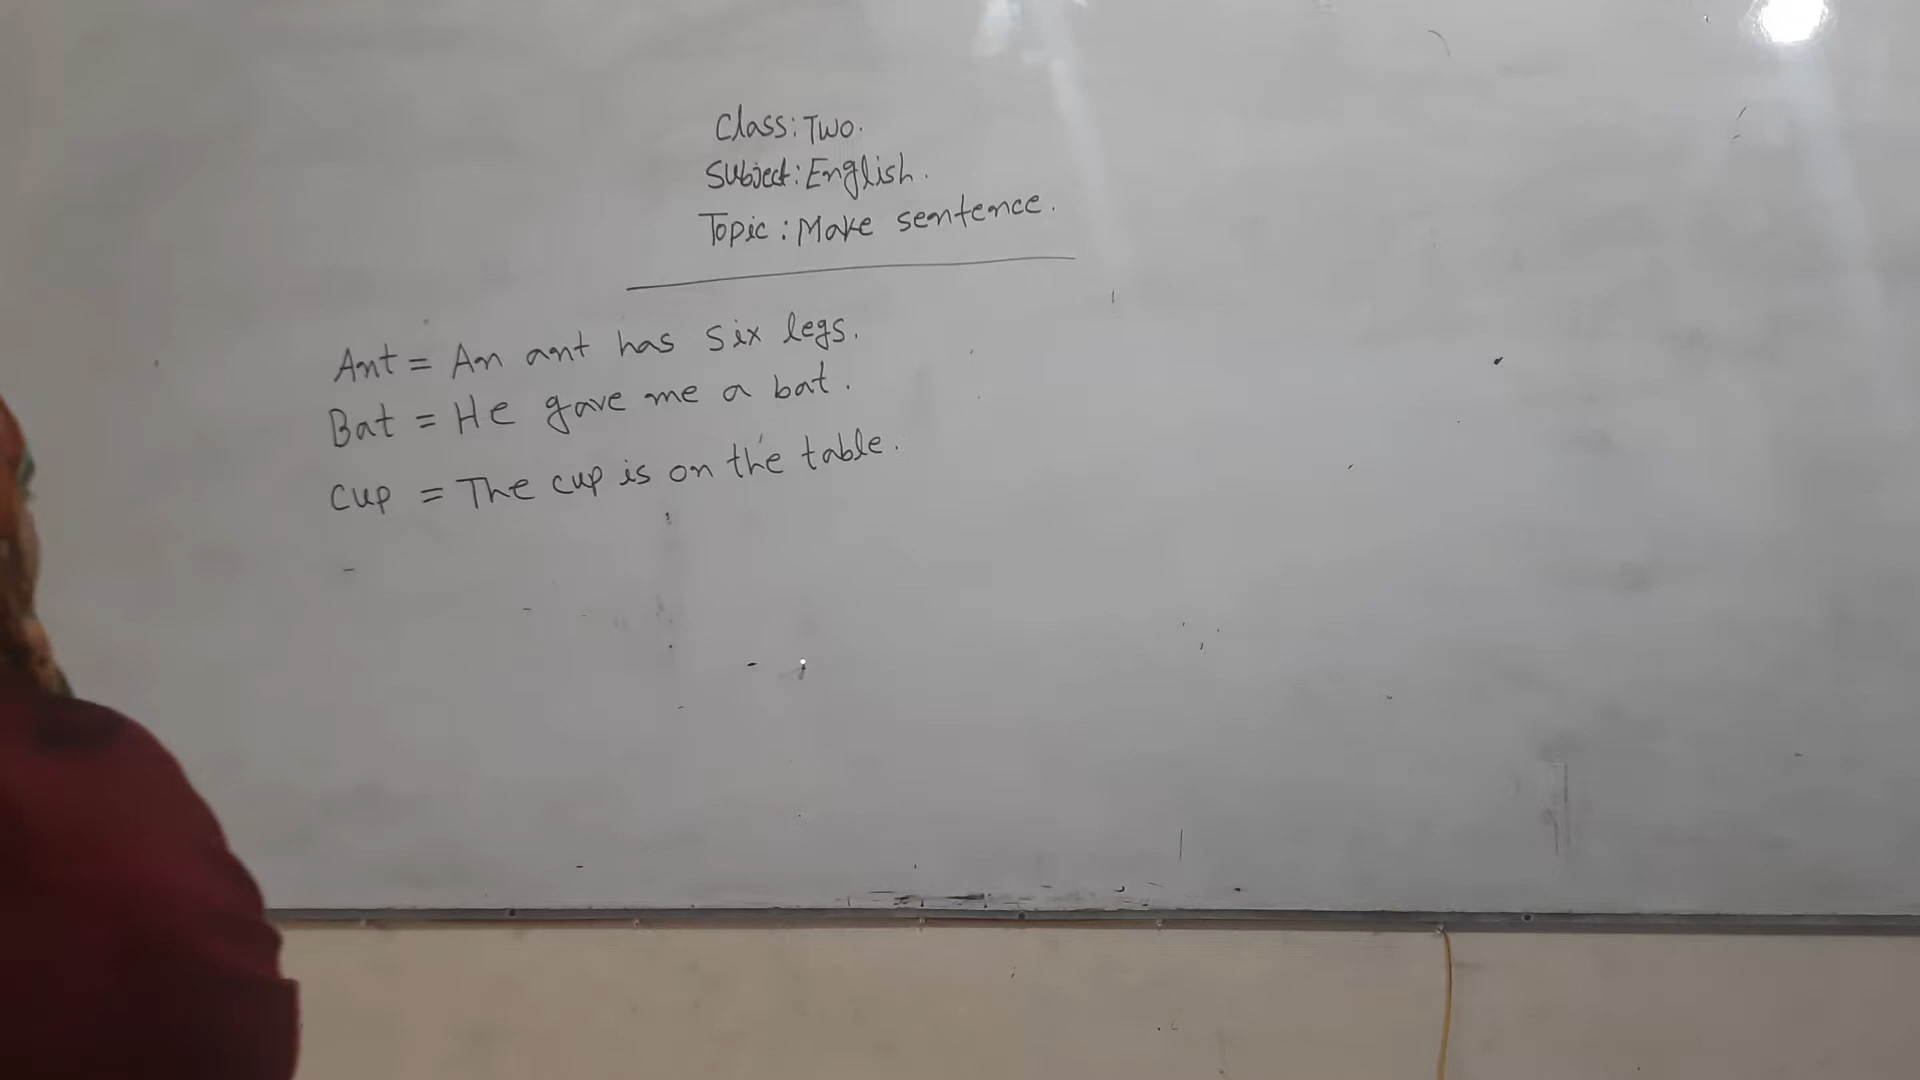 Class: Two.
Subject: English.
Topic: Make sentence.
Ant = An ant has six legs.
Bat = He gave me a bat.
Cup = The cup is on the table.